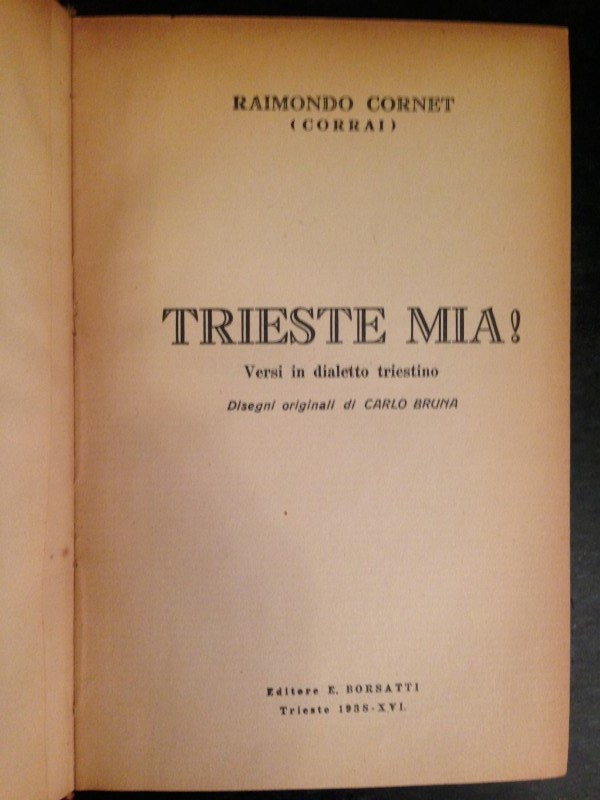 RAIMONDO CORNET
(CORRAI)
TRIESTE MIA!
Versi in dialetto triestino
Disegni originali di CARLO BRUNA
Editore E. BORSATTI
Trieste 1938-XVI.